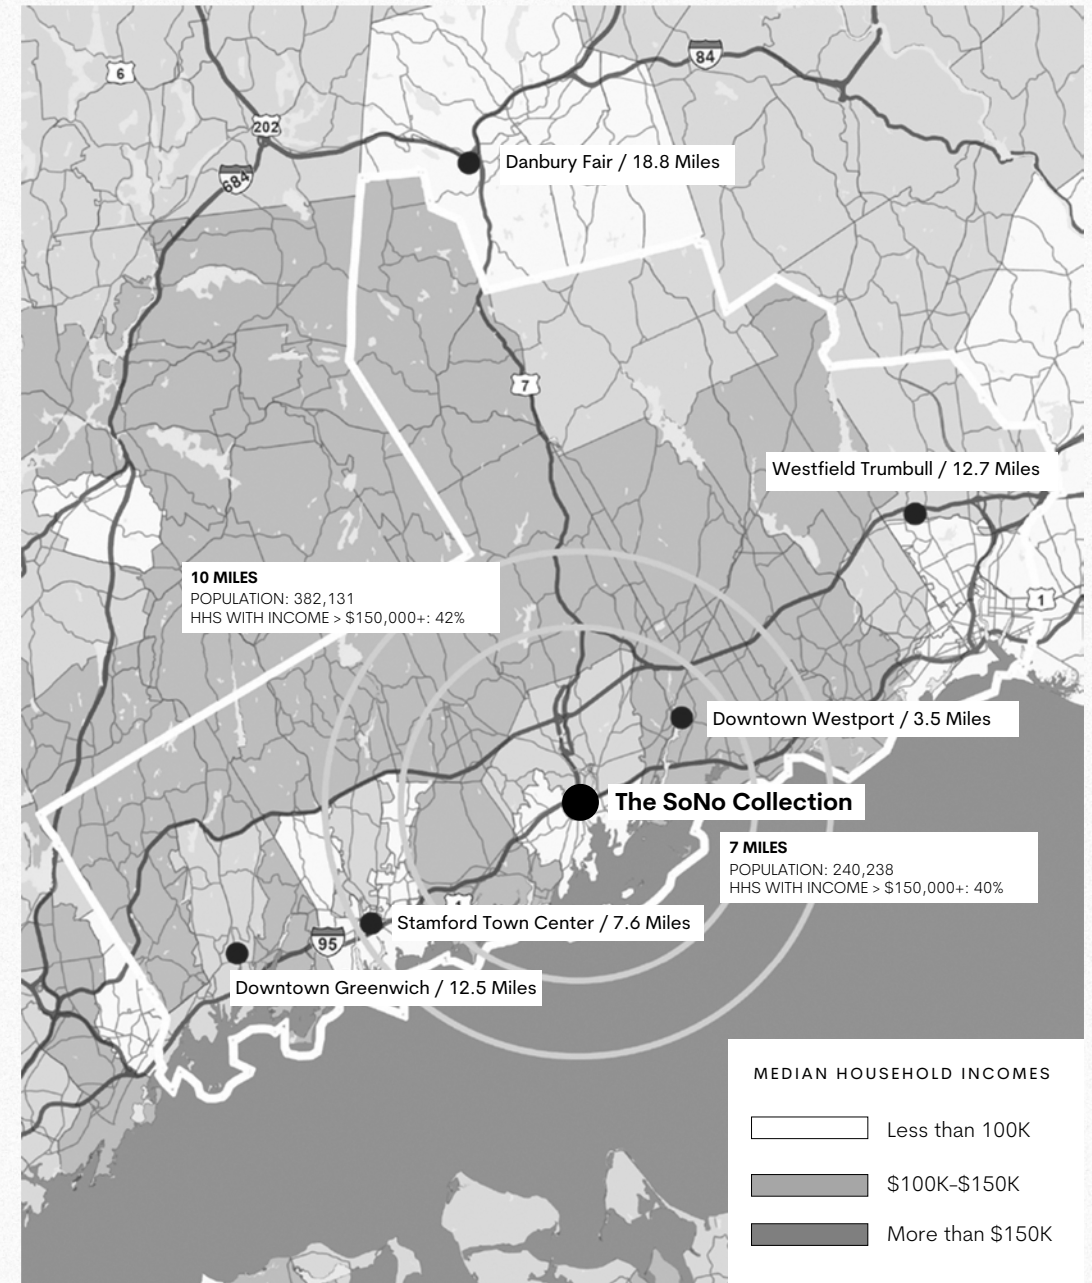 6
84
202
684
Danbury Fair / 18.8 Miles
7
Westfield Trumbull / 12.7 Miles
10 MILES
POPULATION: 382,131
HHS WITH INCOME > $150,000+: 42%
1
Downtown Westport / 3.5 Miles
The SoNo Collection
7 MILES
POPULATION: 240,238
HHS WITH INCOME > $150,000+: 40%
Stamford Town Center / 7.6 Miles
95
Downtown Greenwich / 12.5 Miles
MEDIAN HOUSEHOLD INCOMES
Less than 100K
$100K-$150K
More than $150K